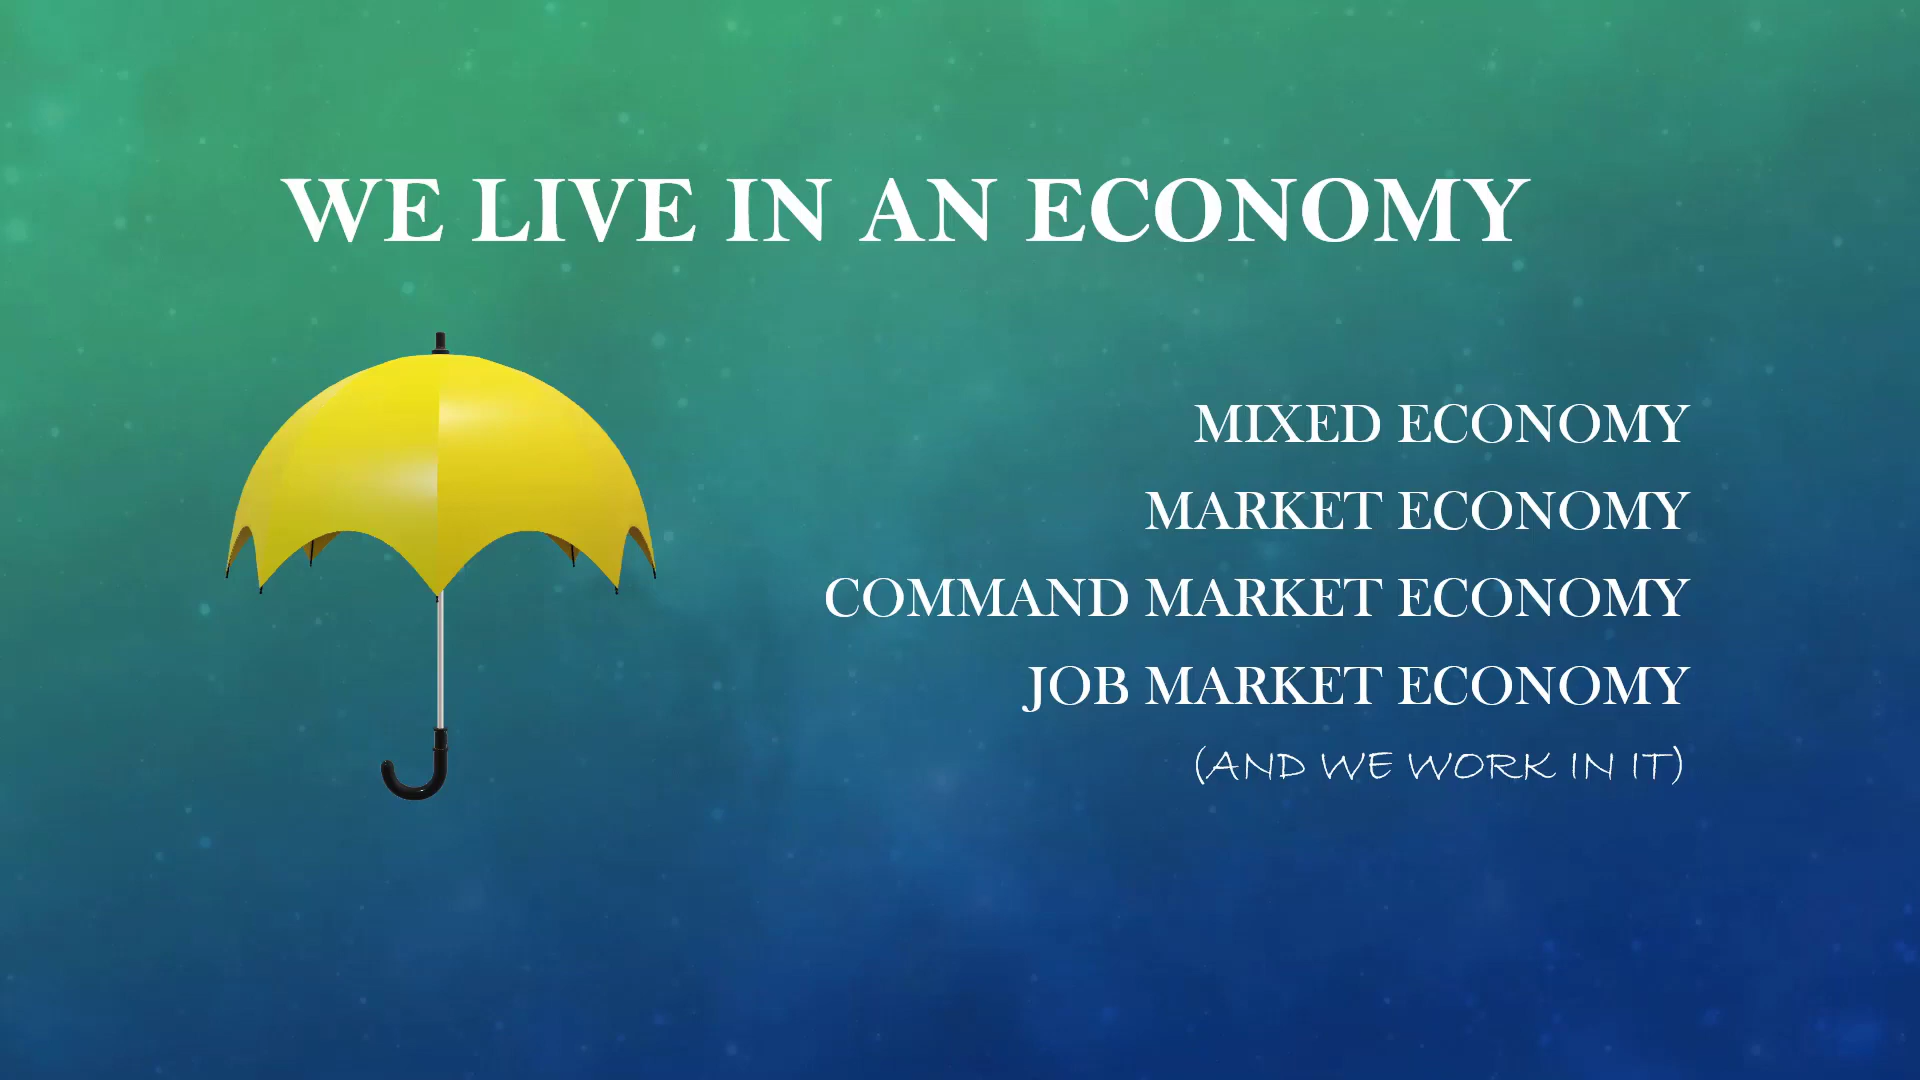 WE LIVE IN AN ECONOMY
MIXED ECONOMY
MARKET ECONOMY
COMMAND MARKET ECONOMY
JOB MARKET ECONOMY
(AND WE WORK IN IT)